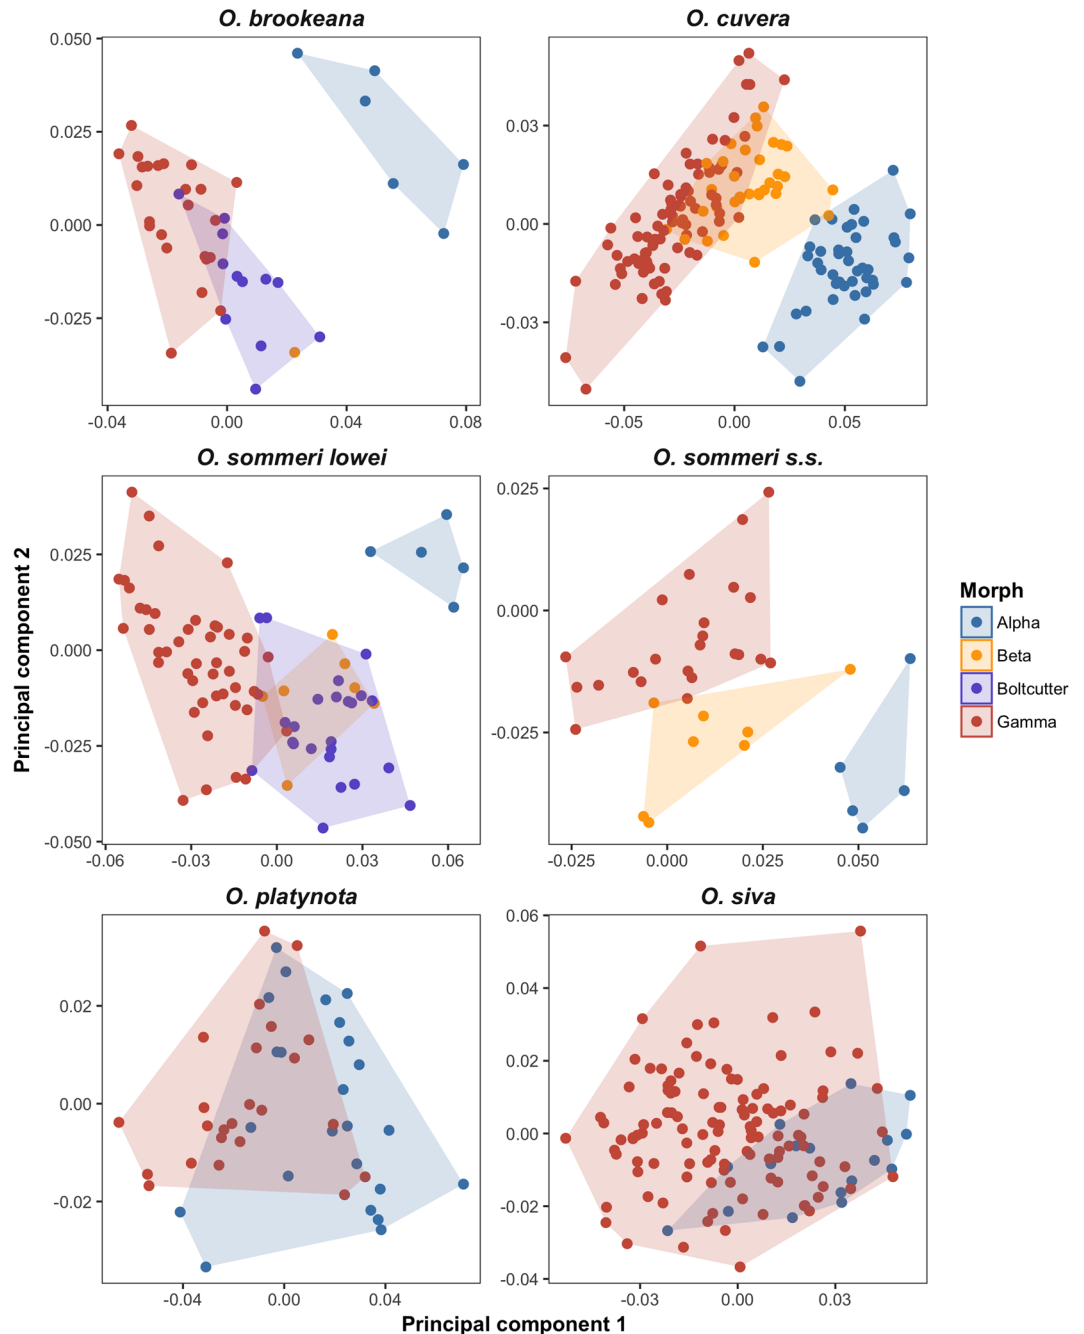 O. brookeana
O. cuvera
0.050
0.025
0.000
-0.025
-0.04 0.00 0.04 0.08
0.03
0.00
-0.03
-0.05 0.00 0.05
O. sommeri lowei
O. sommeri s.s.
0.025
0.000
-0.025
-0.050
-0.06 -0.03 0.00 0.03 0.06
0.025
0.000
-0.025
-0.025 0.000 0.025 0.050
Principal component 2
Morph
Alpha
Beta
Boltcutter
Gamma
O. platynota
O. siva
0.02
0.00
-0.02
-0.04 0.00 0.04
0.06
0.04
0.02
0.00
-0.02
-0.04
-0.03 0.00 0.03
Principal component 1